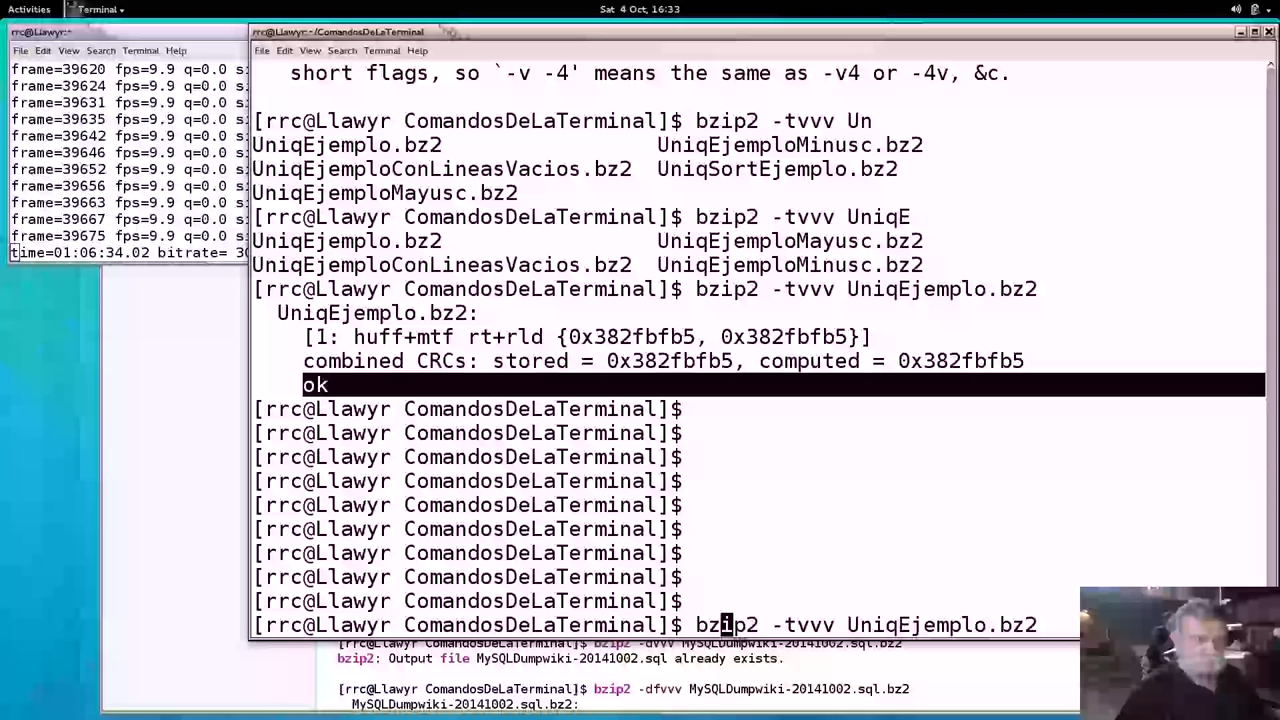 Activities Terminal Sat 4 Oct, 16:33
rrc@Llawyr:~
File Edit View Search Terminal Help
frame=39620 fps=9.9 q=0.0
frame=39624 fps=9.9 q=0.0
frame=39631 fps=9.9 q=0.0
frame=39635 fps=9.9 q=0.0
frame=39642 fps=9.9 q=0.0
frame=39646 fps=9.9 q=0.0
frame=39652 fps=9.9 q=0.0
frame=39656 fps=9.9 q=0.0
frame=39663 fps=9.9 q=0.0
frame=39667 fps=9.9 q=0.0
frame=39675 fps=9.9 q=0.0
time=01:06:34.02 bitrate=
rrc@Llawyr:~/ComandosDeLaTerminal
File Edit View Search Terminal Help
short flags, so `-v -4' means the same as -v4 or -4v, &c.
[rrc@Llawyr ComandosDeLaTerminal]$ bzip2 -tvvv Un
UniqEjemplo.bz2 UniqEjemploMinusc.bz2
UniqEjemploConLineasVacios.bz2 UniqSortEjemplo.bz2
UniqEjemploMayusc.bz2
[rrc@Llawyr ComandosDeLaTerminal]$ bzip2 -tvvv UniqE
UniqEjemplo.bz2 UniqEjemploMayusc.bz2
UniqEjemploConLineasVacios.bz2 UniqEjemploMinusc.bz2
[rrc@Llawyr ComandosDeLaTerminal]$ bzip2 -tvvv UniqEjemplo.bz2
UniqEjemplo.bz2:
[1: huff+mtf rt+rld {0x382fbfb5, 0x382fbfb5}]
combined CRCs: stored = 0x382fbfb5, computed = 0x382fbfb5
ok
[rrc@Llawyr ComandosDeLaTerminal]$
[rrc@Llawyr ComandosDeLaTerminal]$
[rrc@Llawyr ComandosDeLaTerminal]$
[rrc@Llawyr ComandosDeLaTerminal]$
[rrc@Llawyr ComandosDeLaTerminal]$
[rrc@Llawyr ComandosDeLaTerminal]$
[rrc@Llawyr ComandosDeLaTerminal]$
[rrc@Llawyr ComandosDeLaTerminal]$
[rrc@Llawyr ComandosDeLaTerminal]$
[rrc@Llawyr ComandosDeLaTerminal]$ bzip2 -tvvv UniqEjemplo.bz2
[rrc@Llawyr ComandosDeLaTerminal]$ bzip2 -dvvv MySQLDumpwiki-20141002.sql.bz2
bzip2: Output file MySQLDumpwiki-20141002.sql already exists.
[rrc@Llawyr ComandosDeLaTerminal]$ bzip2 -dfvvv MySQLDumpwiki-20141002.sql.bz2
MySQLDumpwiki-20141002.sql.bz2: